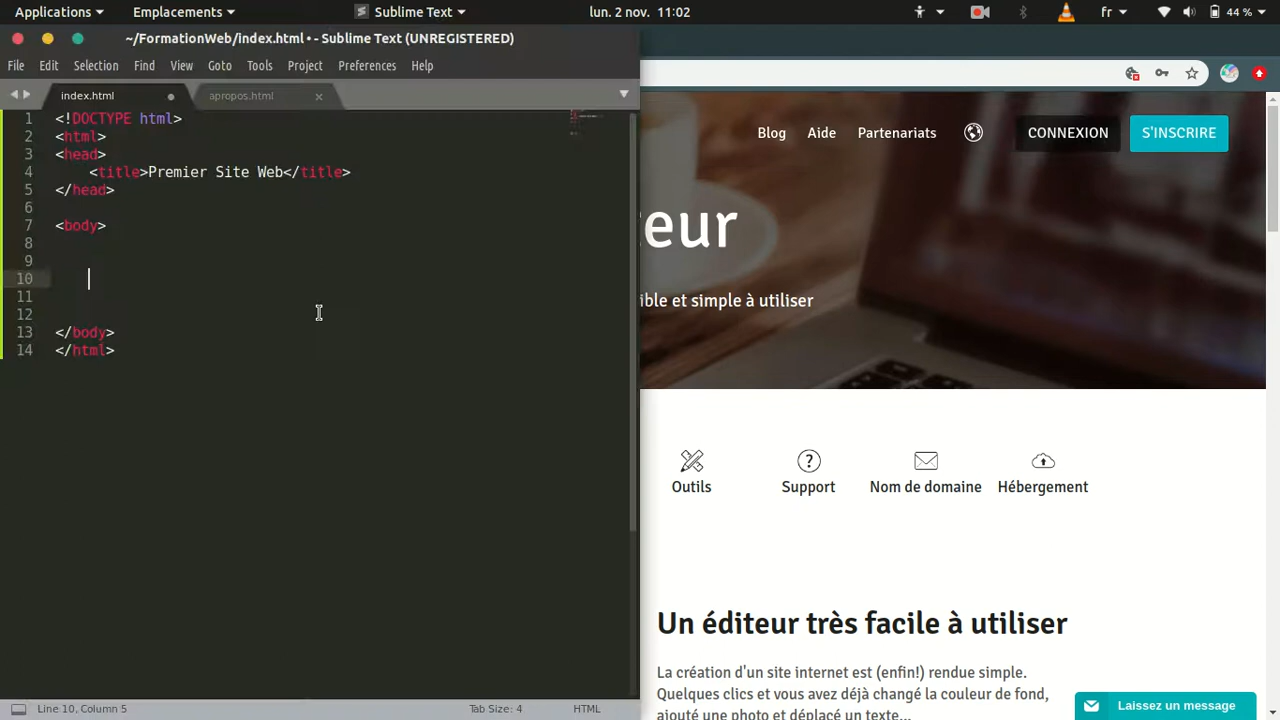 Applications
Emplacements
Sublime Text
lun. 2 nov. 11:02
fr
44 %
~/FormationWeb/index.html • - Sublime Text (UNREGISTERED)
File Edit Selection Find View Goto Tools Project Preferences Help
index.html
apropos.html
1 <!DOCTYPE html>
2 <html>
3 <head>
4 <title>Premier Site Web</title>
5 </head>
6
7 <body>
8
9
10
11
12
13 </body>
14 </html>
Line 10, Column 5
Tab Size: 4
HTML
Blog Aide Partenariats CONNEXION S'INSCRIRE
teur
ible et simple à utiliser
Outils Support Nom de domaine Hébergement
Un éditeur très facile à utiliser
La création d'un site internet est (enfin!) rendue simple.
Quelques clics et vous avez déjà changé la couleur de fond,
ajouté une photo et déplacé un texte...
Laissez un message